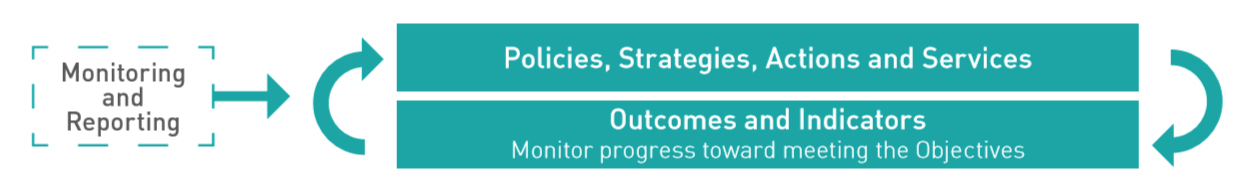 Monitoring
and
Reporting
Policies, Strategies, Actions and Services
Outcomes and Indicators
Monitor progress toward meeting the Objectives